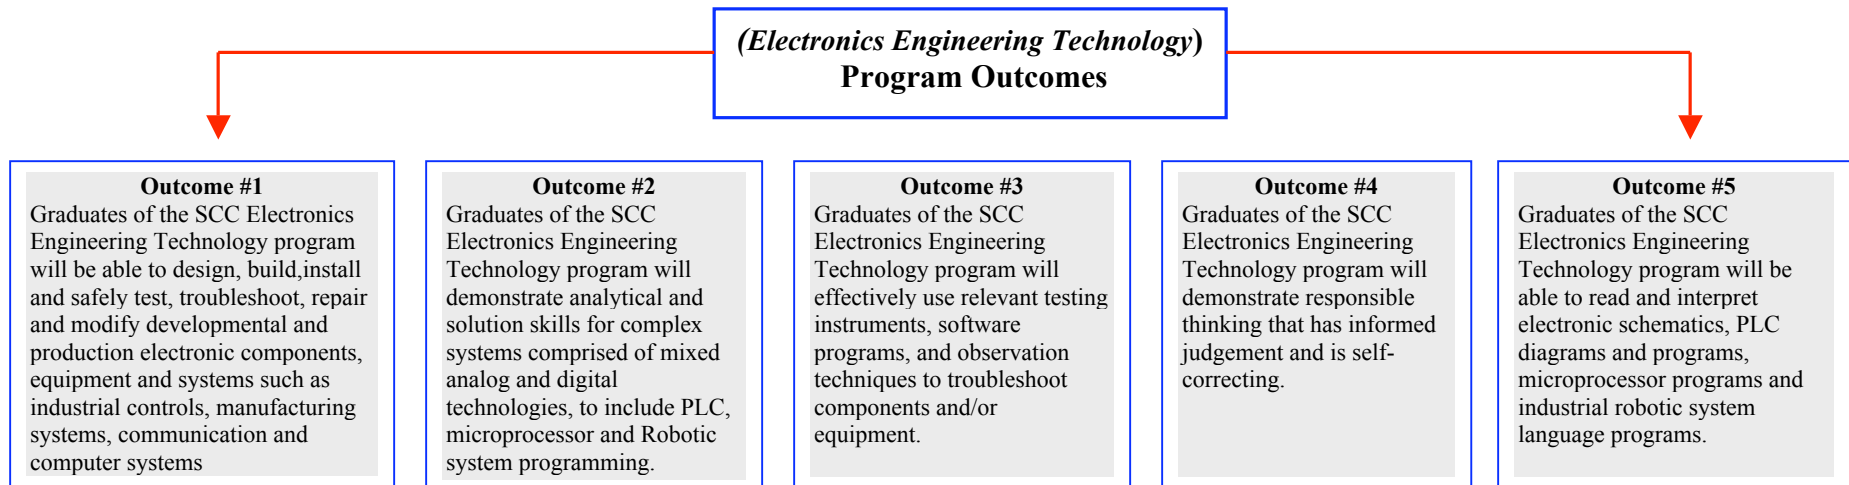 (Electronics Engineering Technology)
Program Outcomes
Outcome #1
Graduates of the SCC Electronics
Engineering Technology program
will be able to design, build,install
and safely test, troubleshoot, repair
and modify developmental and
production electronic components,
equipment and systems such as
industrial controls, manufacturing
systems, communication and
computer systems
Outcome #2
Graduates of the SCC
Electronics Engineering
Technology program will
demonstrate analytical and
solution skills for complex
systems comprised of mixed
analog and digital
technologies, to include PLC,
microprocessor and Robotic
system programming.
Outcome #3
Graduates of the SCC
Electronics Engineering
Technology program will
effectively use relevant testing
instruments, software
programs, and observation
techniques to troubleshoot
components and/or
equipment.
Outcome #4
Graduates of the SCC
Electronics Engineering
Technology program will
demonstrate responsible
thinking that has informed
judgement and is self-
correcting.
Outcome #5
Graduates of the SCC
Electronics Engineering
Technology program will be
able to read and interpret
electronic schematics, PLC
diagrams and programs,
microprocessor programs and
industrial robotic system
language programs.